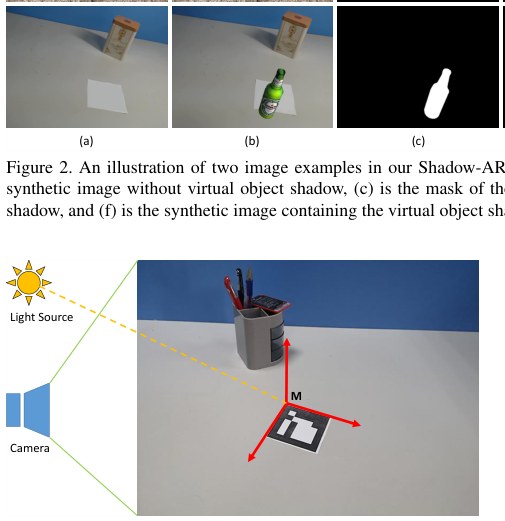 (a)
(b)
(c)
Figure 2. An illustration of two image examples in our Shadow-AR
synthetic image without virtual object shadow, (c) is the mask of th
shadow, and (f) is the synthetic image containing the virtual object sh
Light Source
M
Camera